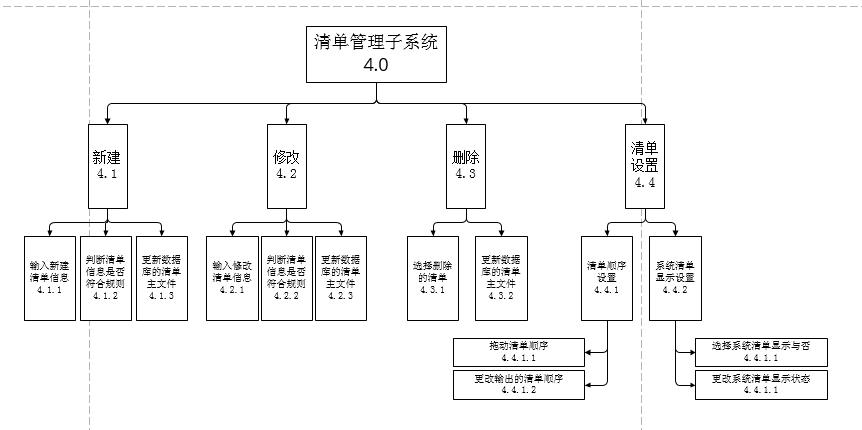 清单管理子系统
4.0
新建
4.1
修改
4.2
删除
4.3
清单
设置
4.4
输入新建
清单信息
4.1.1
判断清单
信息是否
符合规则
4.1.2
更新数据
库的清单
主文件
4.1.3
输入修改
清单信息
4.2.1
判断清单
信息是否
符合规则
4.2.2
更新数据
库的清单
主文件
4.2.3
选择删除
的清单
4.3.1
更新数据
库的清单
主文件
4.3.2
清单顺序
设置
4.4.1
系统清单
显示设置
4.4.2
拖动清单顺序
4.4.1.1
更改输出的清单顺序
4.4.1.2
选择系统清单显示与否
4.4.1.1
更改系统清单显示状态
4.4.1.1